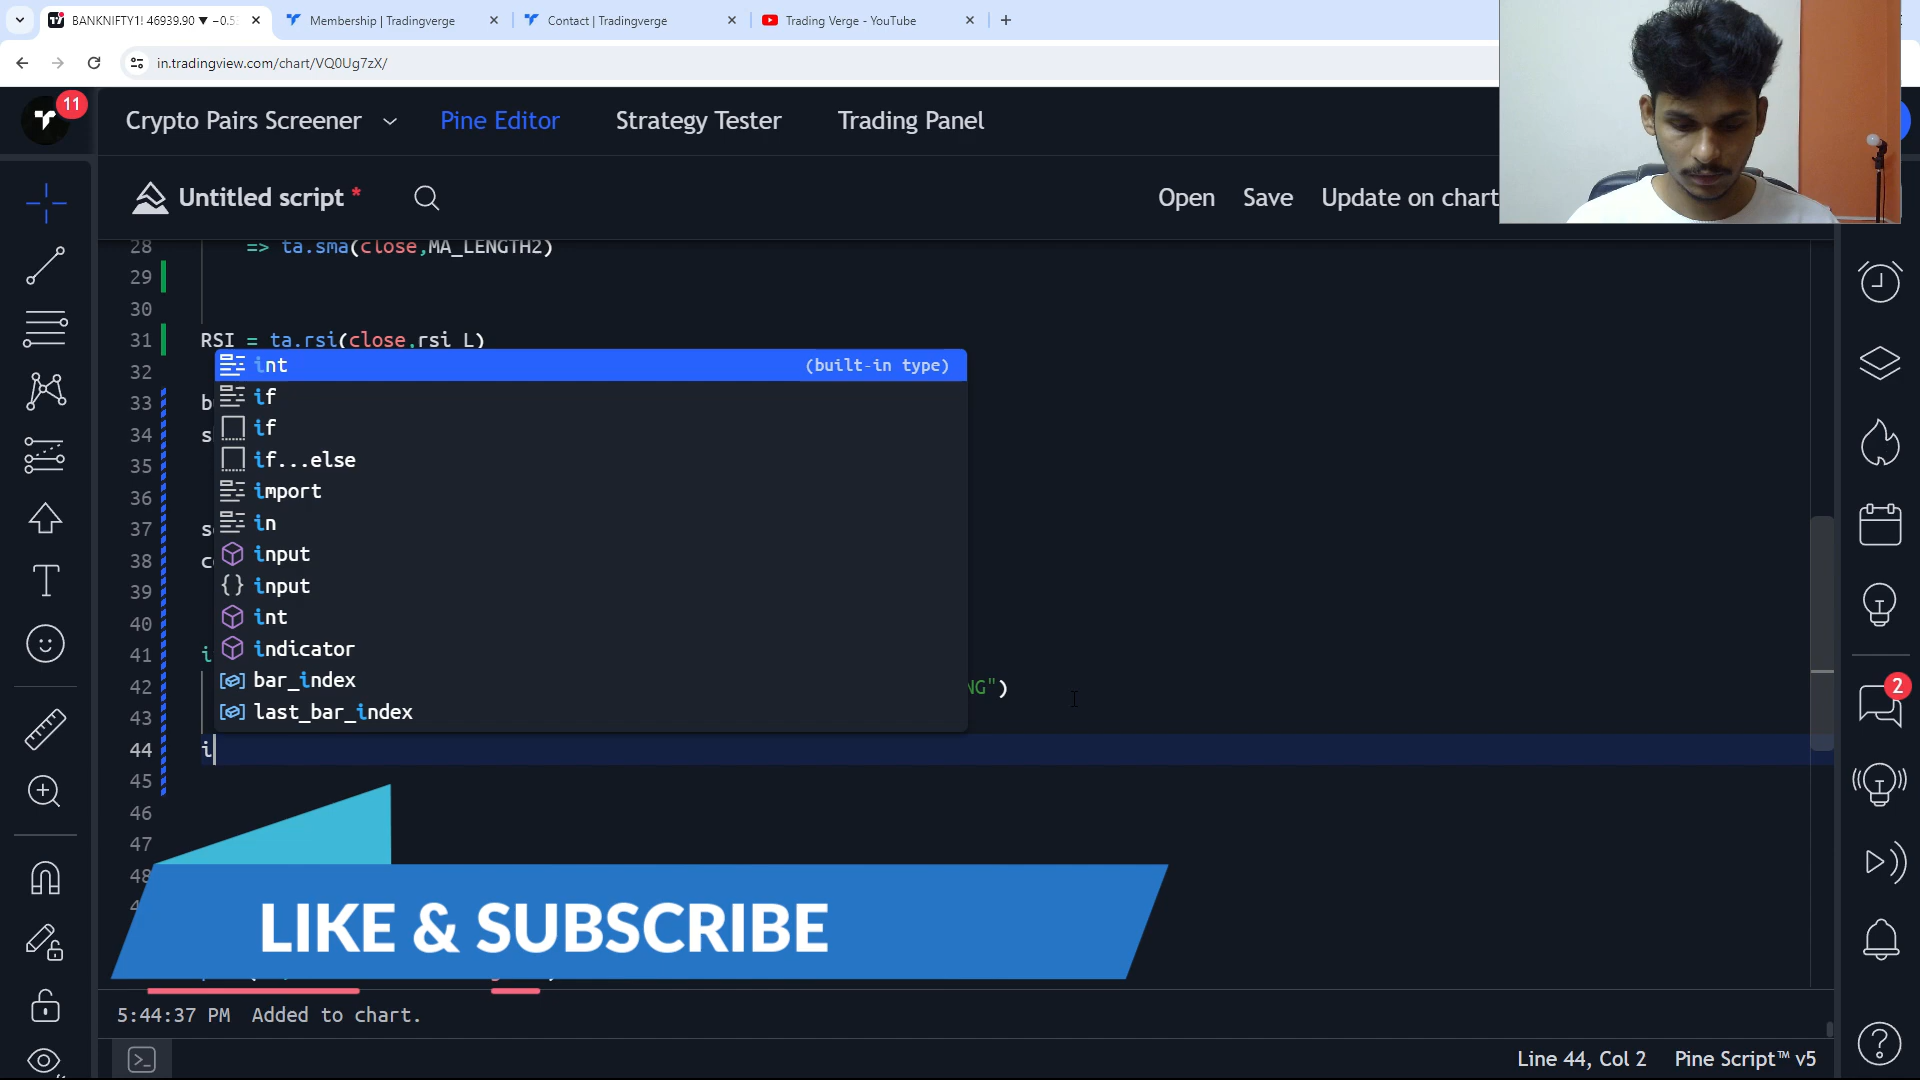 BANKNIFTY1! 46939.90 ▼ −0.5
Membership | Tradingverge
Contact | Tradingverge
Trading Verge - YouTube
in.tradingview.com/chart/VQ0Ug7zX/
11
Crypto Pairs Screener
Pine Editor
Strategy Tester
Trading Panel
Untitled script *
Open
Save
Update on chart
28 => ta.sma(close,MA_LENGTH2)
29
30
31 RSI = ta.rsi(close,rsi_L)
32
int (built-in type)
if
if
if...else
import
in
input
input
int
indicator
bar_index
last_bar_index
33 b
34 s
35
36
37 s
38 c
39
40
41 i
42 NG")
43
44 i
45
46
47
48
2
LIKE & SUBSCRIBE
5:44:37 PM Added to chart.
Line 44, Col 2
Pine Script™ v5